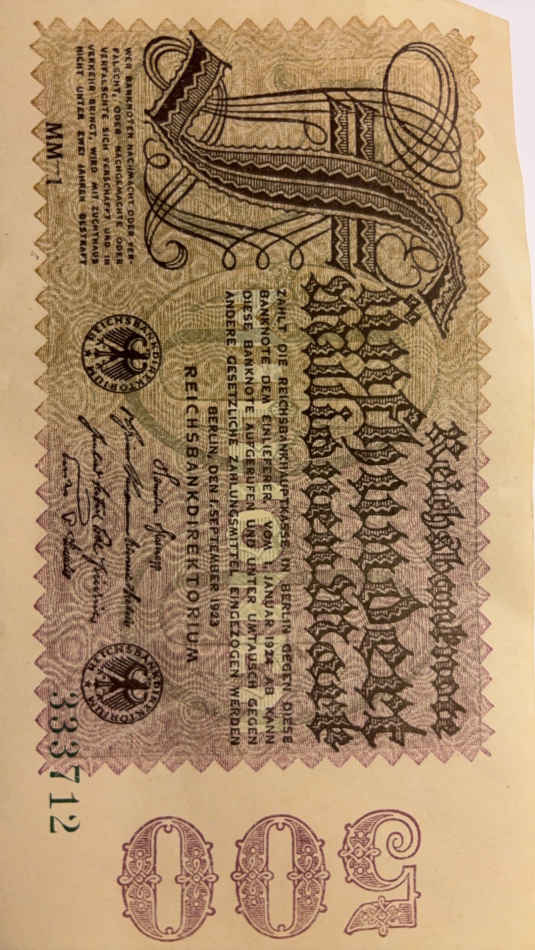 Reichsbanknote
Fünfhundert
Millionen Mark
ZAHLT DIE REICHSBANKHAUPTKASSE IN BERLIN GEGEN DIESE
BANKNOTE DEM EINLIEFERER. VOM 1. JANUAR 1924 AB KANN
DIESE BANKNOTE AUFGERUFEN UND UNTER UMTAUSCH GEGEN
ANDERE GESETZLICHE ZAHLUNGSMITTEL EINGEZOGEN WERDEN
BERLIN, DEN 1. SEPTEMBER 1923
REICHSBANKDIREKTORIUM
REICHSBANKDIREKTORIUM
REICHSBANKDIREKTORIUM
WER BANKNOTEN NACHMACHT ODER VER-
FÄLSCHT, ODER NACHGEMACHTE ODER
VERFÄLSCHTE SICH VERSCHAFFT UND IN
VERKEHR BRINGT, WIRD MIT ZUCHTHAUS
NICHT UNTER ZWEI JAHREN BESTRAFT
MM-71
333712
500